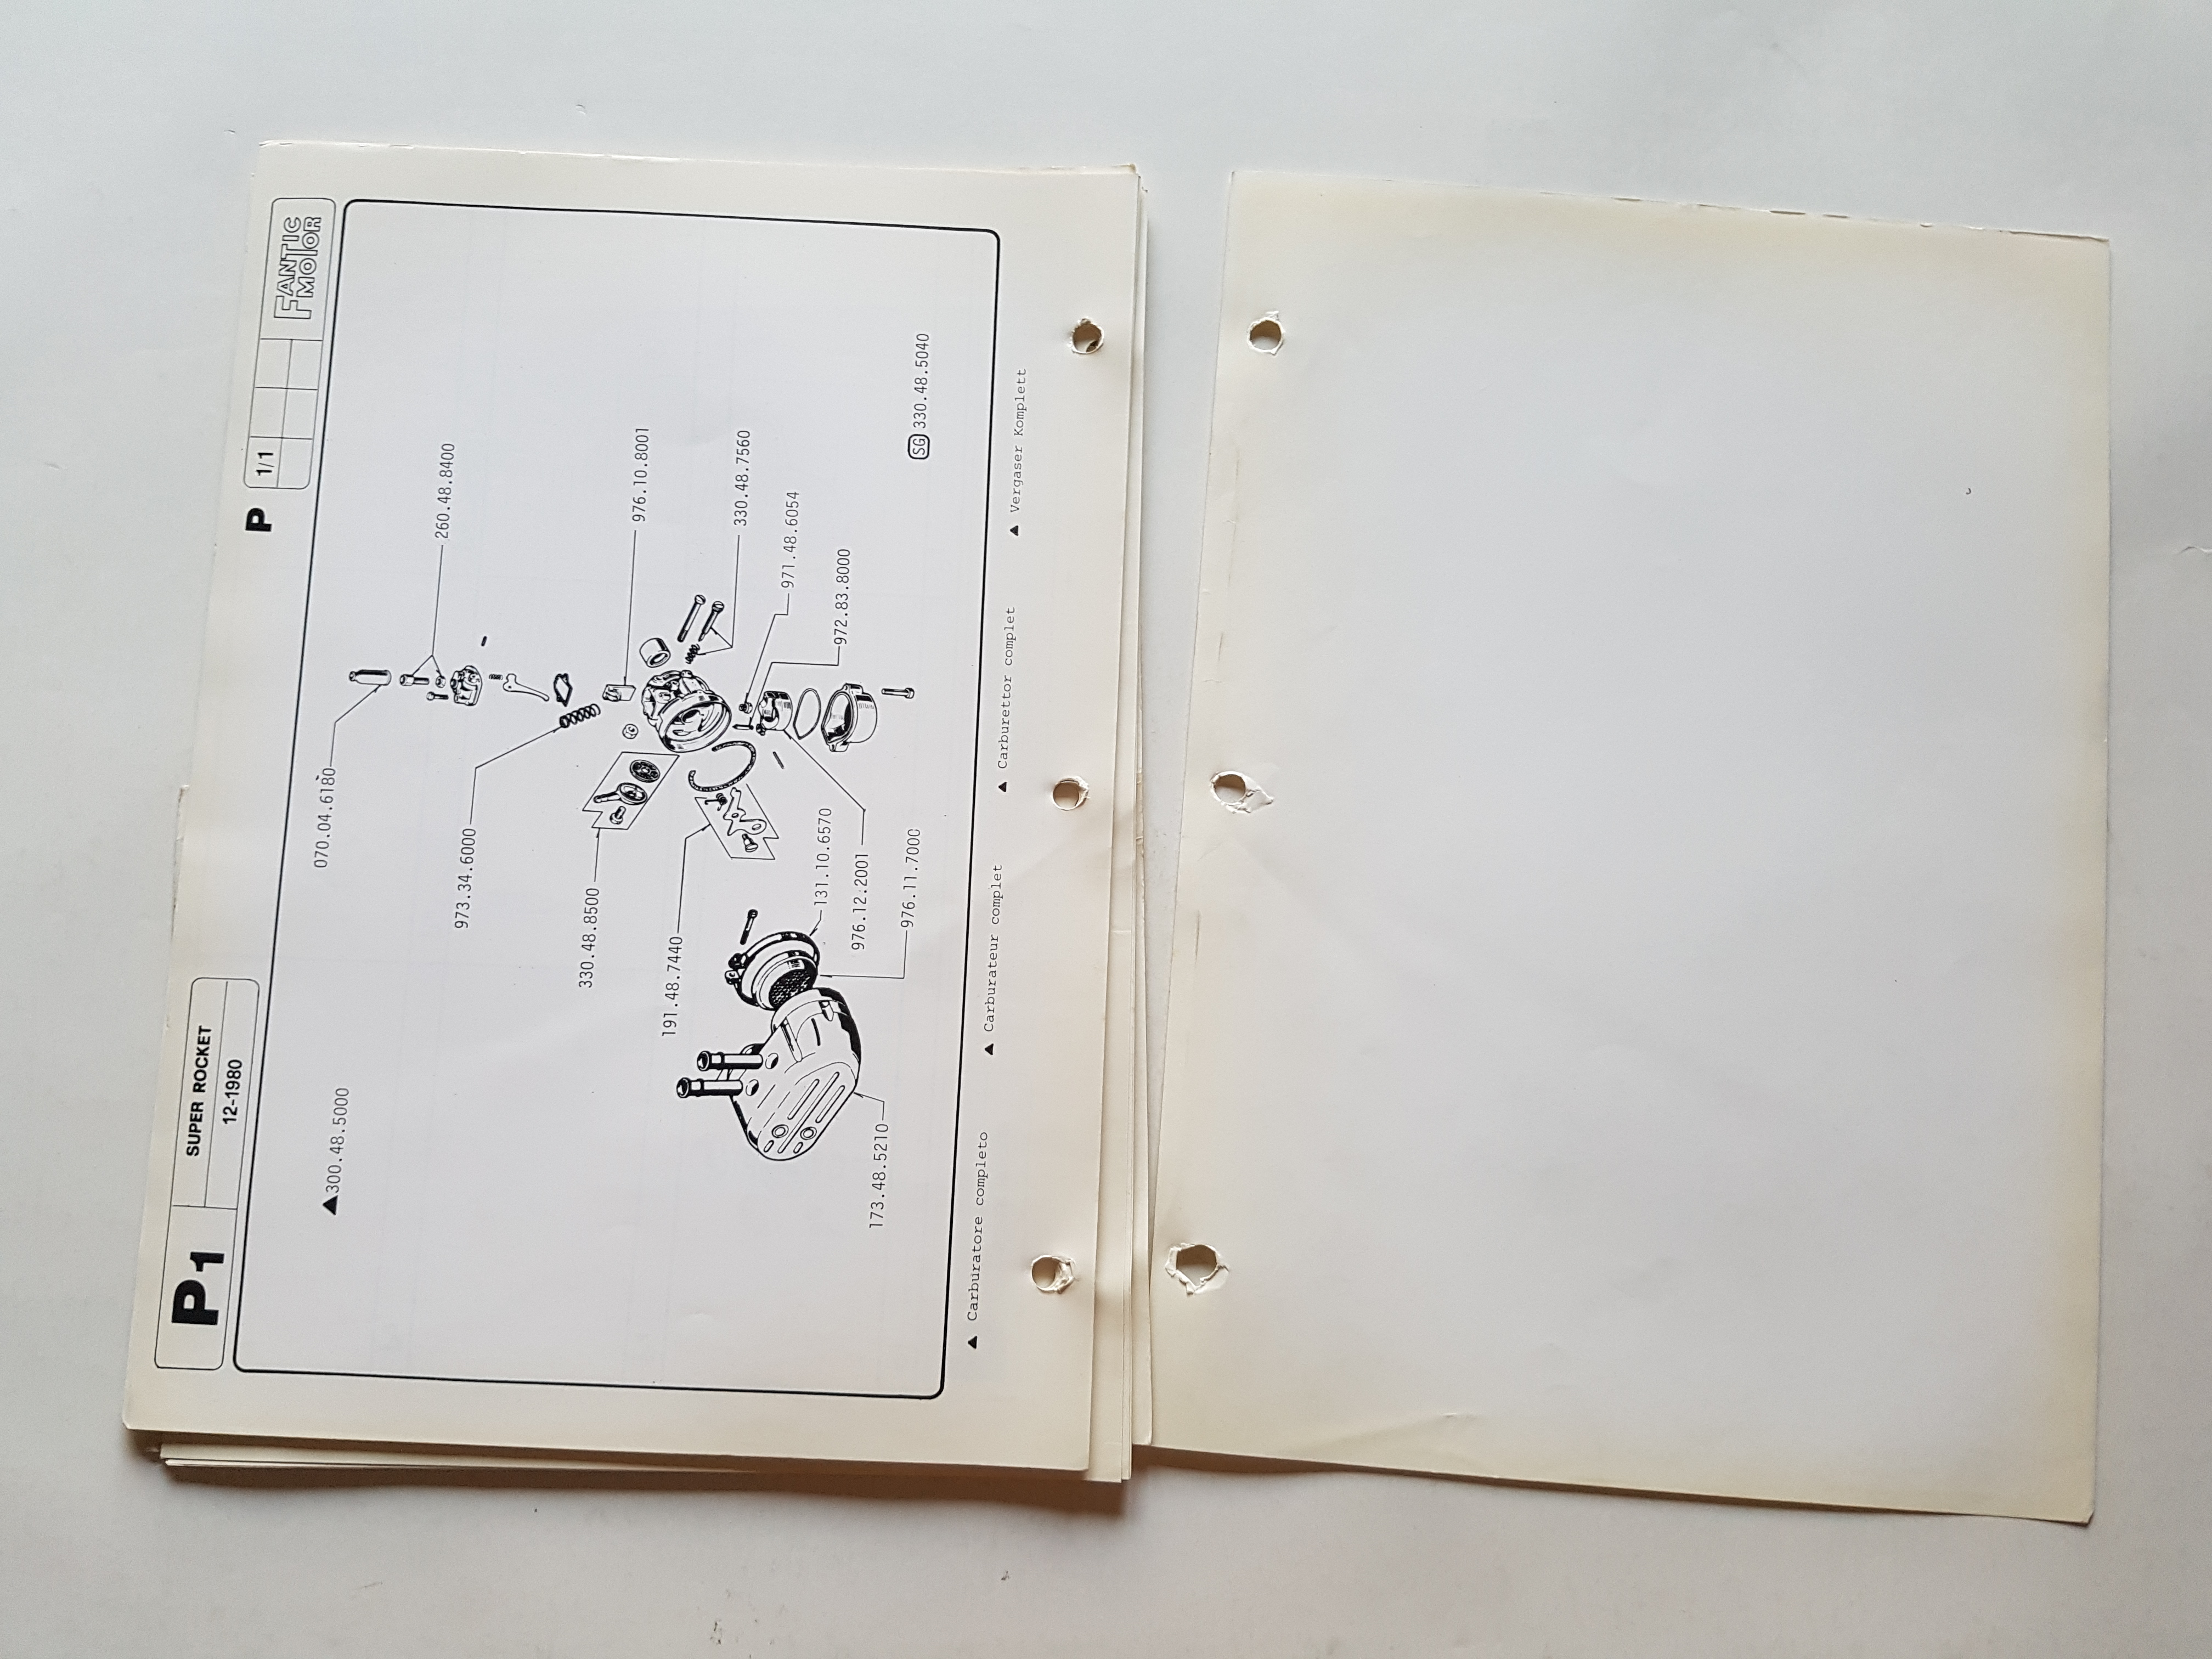 P1
SUPER ROCKET
12-1980
P
1/1
FANTIC
MOTOR
▲300.48.5000
070.04.6180
260.48.8400
973.34.6000
976.10.8001
330.48.8500
330.48.7560
191.48.7440
971.48.6054
972.83.8000
131.10.6570
976.12.2001
976.11.7000
173.48.5210
SG 330.48.5040
▲ Carburatore completo
▲ Carburateur complet
▲ Carburettor complet
▲ Vergaser Komplett